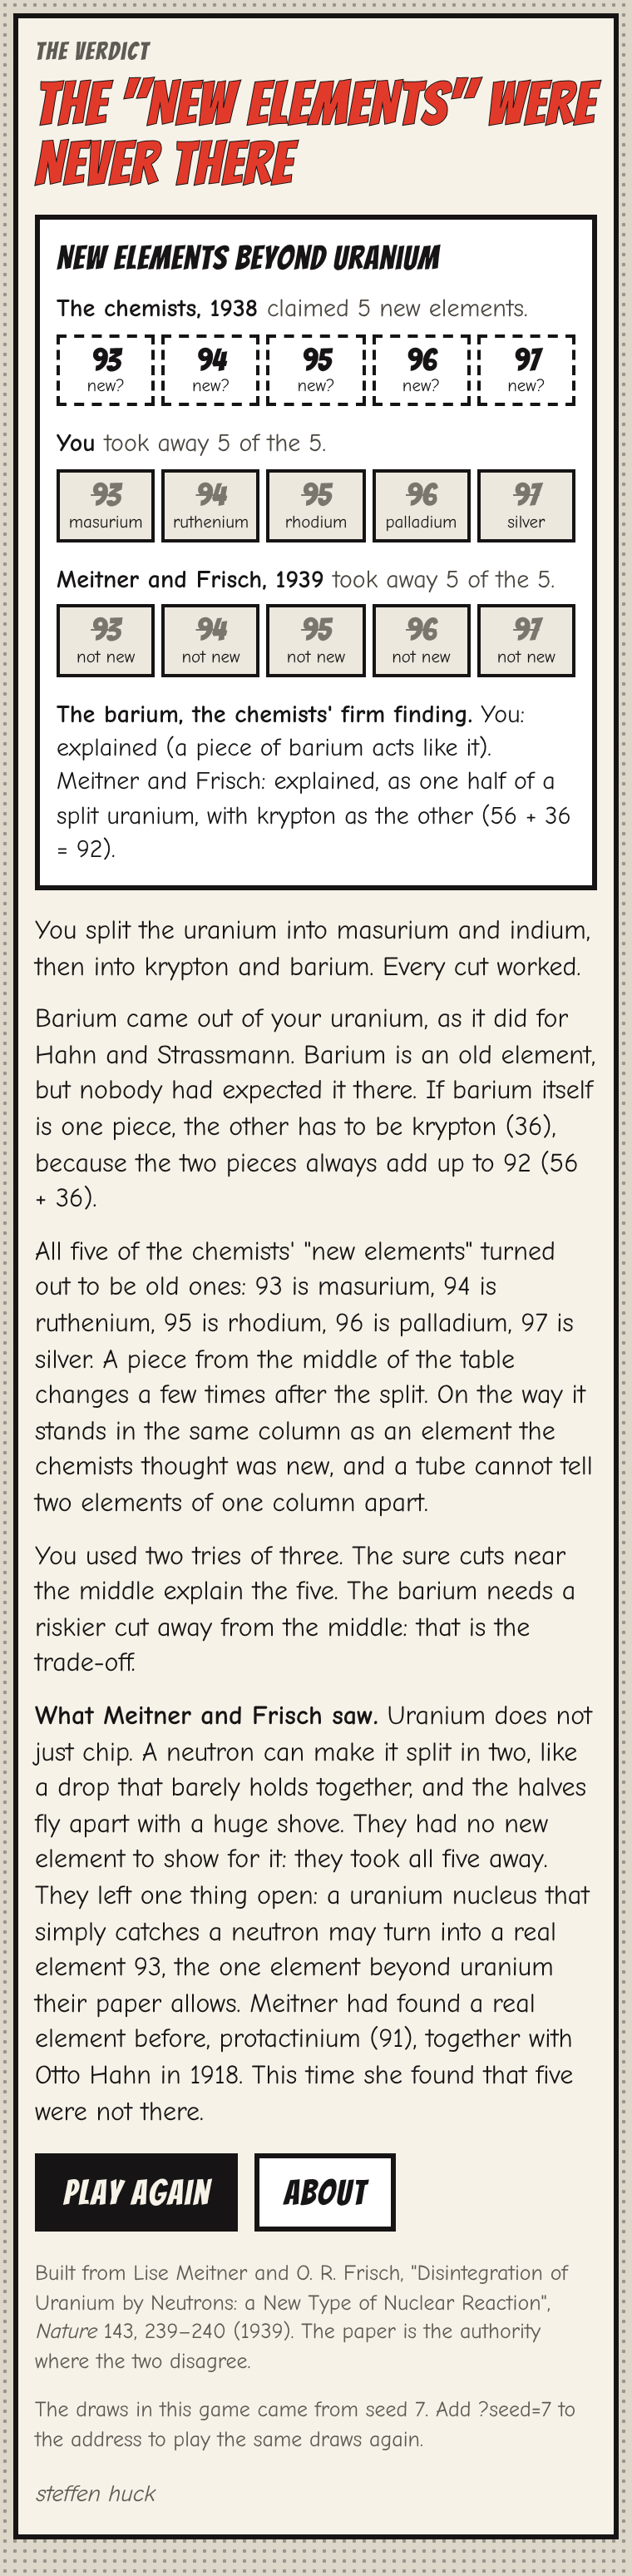 THE VERDICT
THE "NEW ELEMENTS" WERE
NEVER THERE
NEW ELEMENTS BEYOND URANIUM
The chemists, 1938 claimed 5 new elements.
93 94 95 96 97
new? new? new? new? new?
You took away 5 of the 5.
93 94 95 96 97
masurium ruthenium rhodium palladium silver
Meitner and Frisch, 1939 took away 5 of the 5.
93 94 95 96 97
not new not new not new not new not new
The barium, the chemists' firm finding. You:
explained (a piece of barium acts like it).
Meitner and Frisch: explained, as one half of a
split uranium, with krypton as the other (56 + 36
= 92).
You split the uranium into masurium and indium,
then into krypton and barium. Every cut worked.
Barium came out of your uranium, as it did for
Hahn and Strassmann. Barium is an old element,
but nobody had expected it there. If barium itself
is one piece, the other has to be krypton (36),
because the two pieces always add up to 92 (56
+ 36).
All five of the chemists' "new elements" turned
out to be old ones: 93 is masurium, 94 is
ruthenium, 95 is rhodium, 96 is palladium, 97 is
silver. A piece from the middle of the table
changes a few times after the split. On the way it
stands in the same column as an element the
chemists thought was new, and a tube cannot tell
two elements of one column apart.
You used two tries of three. The sure cuts near
the middle explain the five. The barium needs a
riskier cut away from the middle: that is the
trade-off.
What Meitner and Frisch saw. Uranium does not
just chip. A neutron can make it split in two, like
a drop that barely holds together, and the halves
fly apart with a huge shove. They had no new
element to show for it: they took all five away.
They left one thing open: a uranium nucleus that
simply catches a neutron may turn into a real
element 93, the one element beyond uranium
their paper allows. Meitner had found a real
element before, protactinium (91), together with
Otto Hahn in 1918. This time she found that five
were not there.
PLAY AGAIN ABOUT
Built from Lise Meitner and O. R. Frisch, "Disintegration of
Uranium by Neutrons: a New Type of Nuclear Reaction",
Nature 143, 239–240 (1939). The paper is the authority
where the two disagree.
The draws in this game came from seed 7. Add ?seed=7 to
the address to play the same draws again.
steffen huck